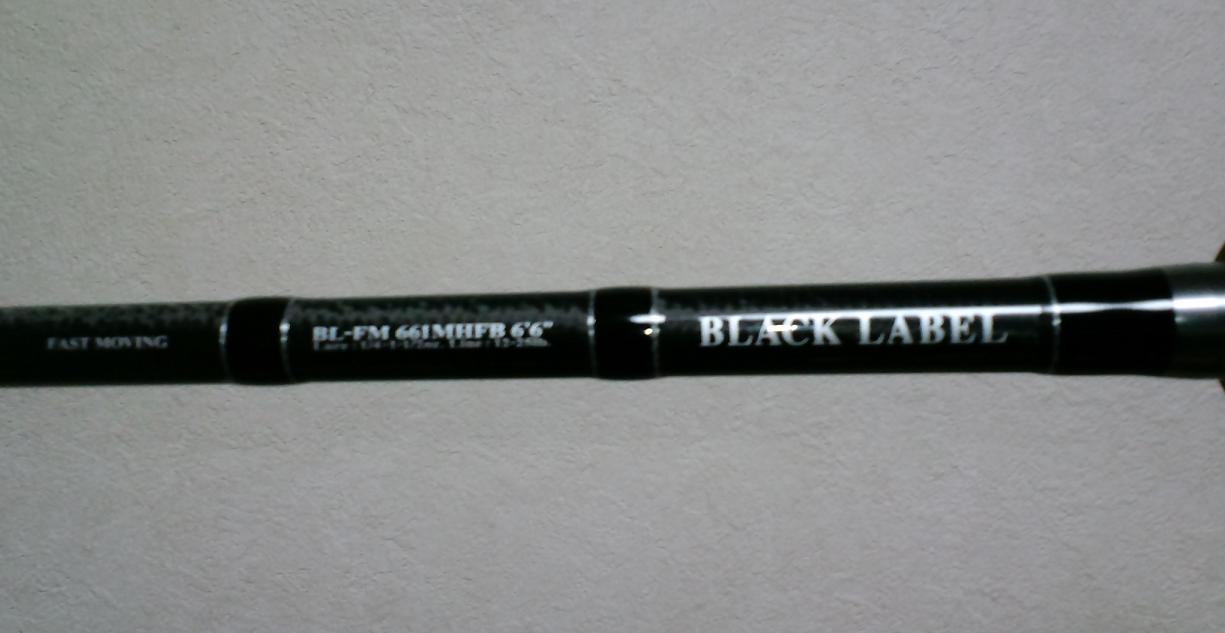 FAST MOVING
BL-FM 661MHFB 6'6"
BLACK LABEL